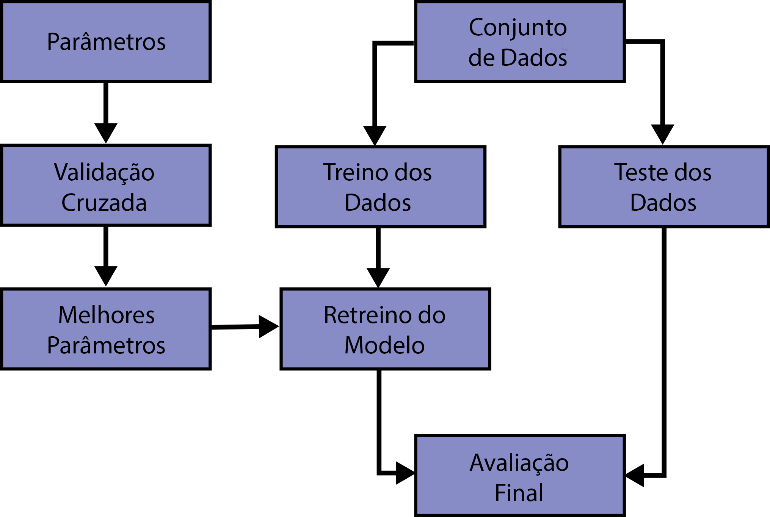 Parâmetros
Conjunto
de Dados
Validação
Cruzada
Treino dos
Dados
Teste dos
Dados
Melhores
Parâmetros
Retreino do
Modelo
Avaliação
Final